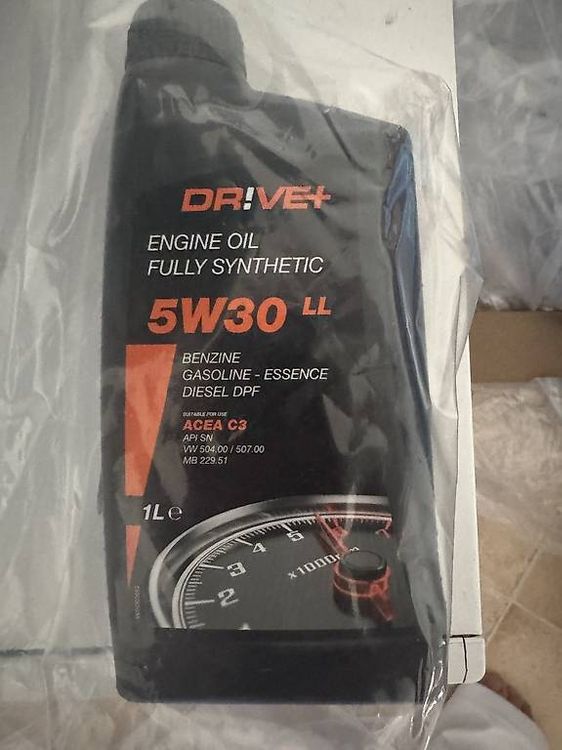 DR!VE+
ENGINE OIL
FULLY SYNTHETIC
5W30 LL
BENZINE
GASOLINE - ESSENCE
DIESEL DPF
SUITABLE FOR USE
ACEA C3
API SN
VW 504.00 / 507.00
MB 229.51
1L e
5
4
3
2
x1000